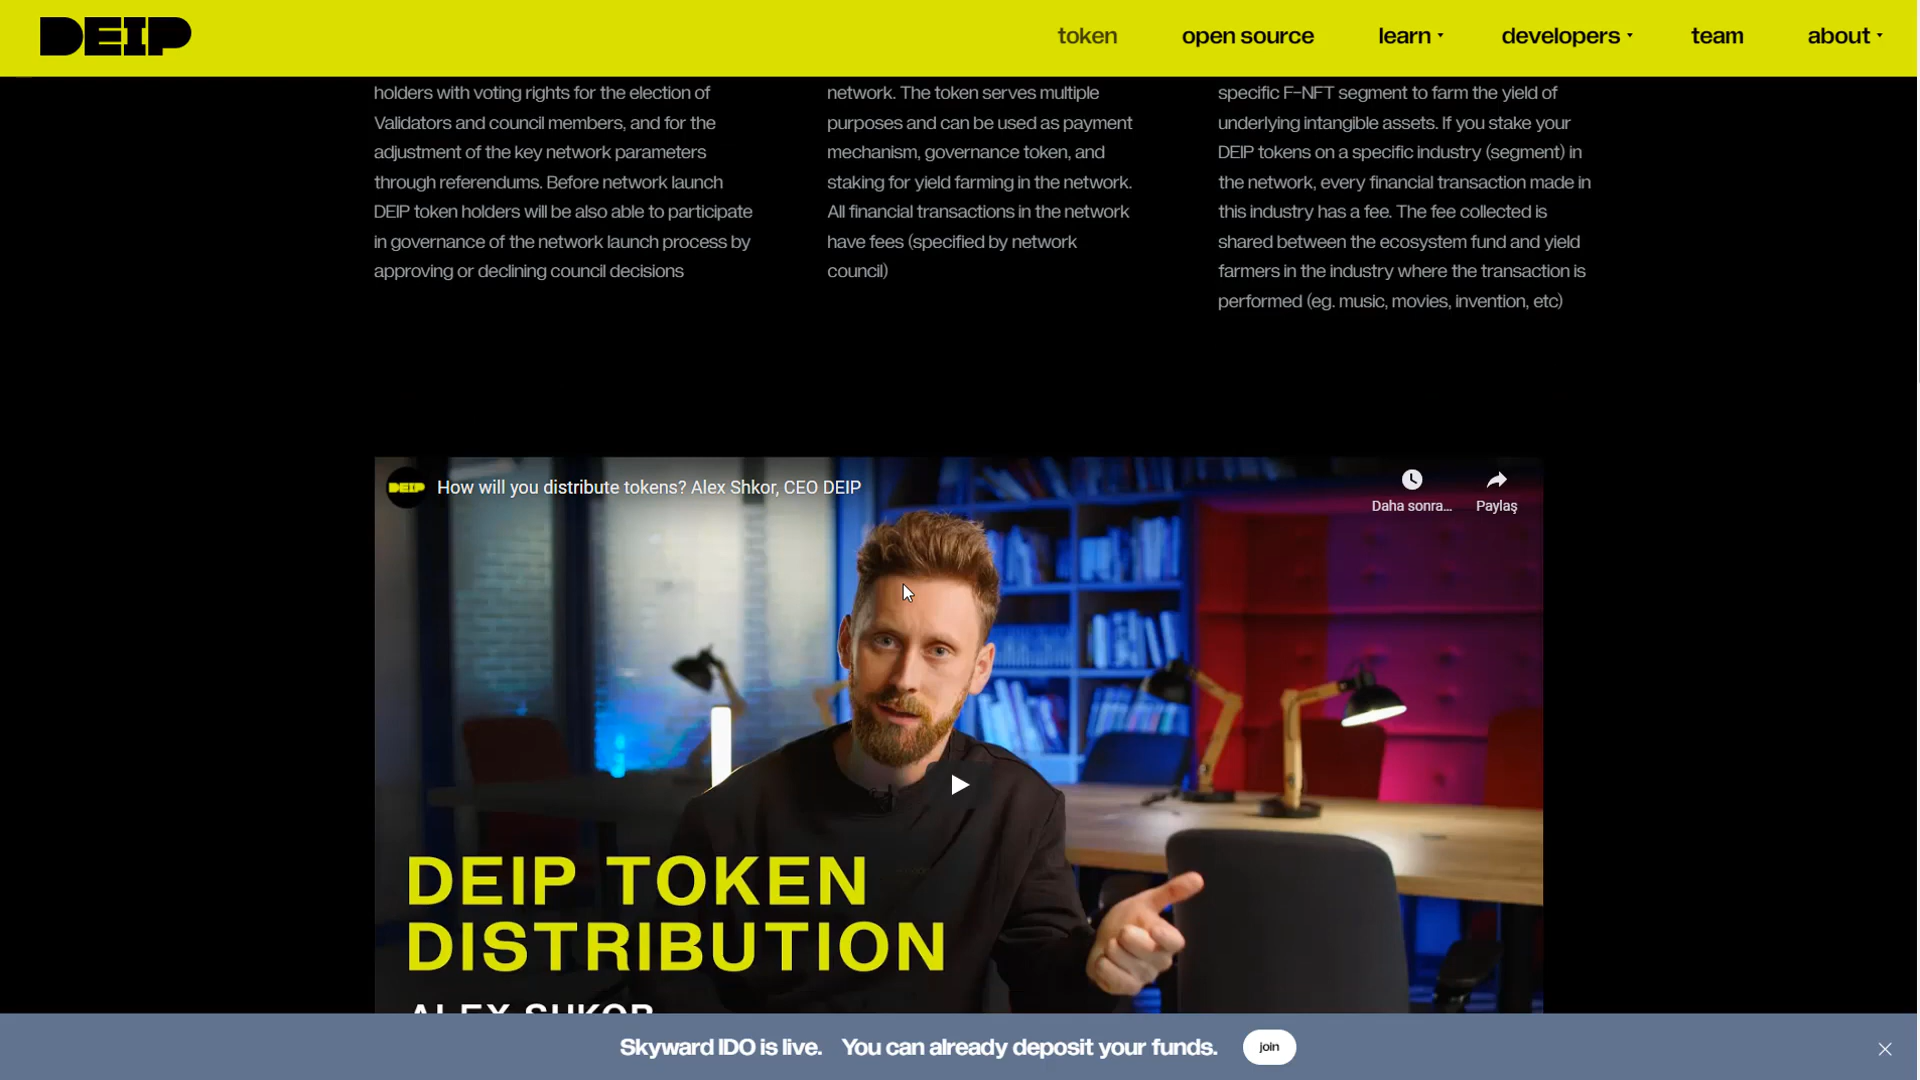 DEIP
token
open source
learn
developers
team
about
holders with voting rights for the election of
Validators and council members, and for the
adjustment of the key network parameters
through referendums. Before network launch
DEIP token holders will be also able to participate
in governance of the network launch process by
approving or declining council decisions
network. The token serves multiple
purposes and can be used as payment
mechanism, governance token, and
staking for yield farming in the network.
All financial transactions in the network
have fees (specified by network
council)
specific F-NFT segment to farm the yield of
underlying intangible assets. If you stake your
DEIP tokens on a specific industry (segment) in
the network, every financial transaction made in
this industry has a fee. The fee collected is
shared between the ecosystem fund and yield
farmers in the industry where the transaction is
performed (eg. music, movies, invention, etc)
DEIP
How will you distribute tokens? Alex Shkor, CEO DEIP
Daha sonra...
Paylaş
DEIP TOKEN
DISTRIBUTION
ALEX SHKOR
Skyward IDO is live. You can already deposit your funds.
join